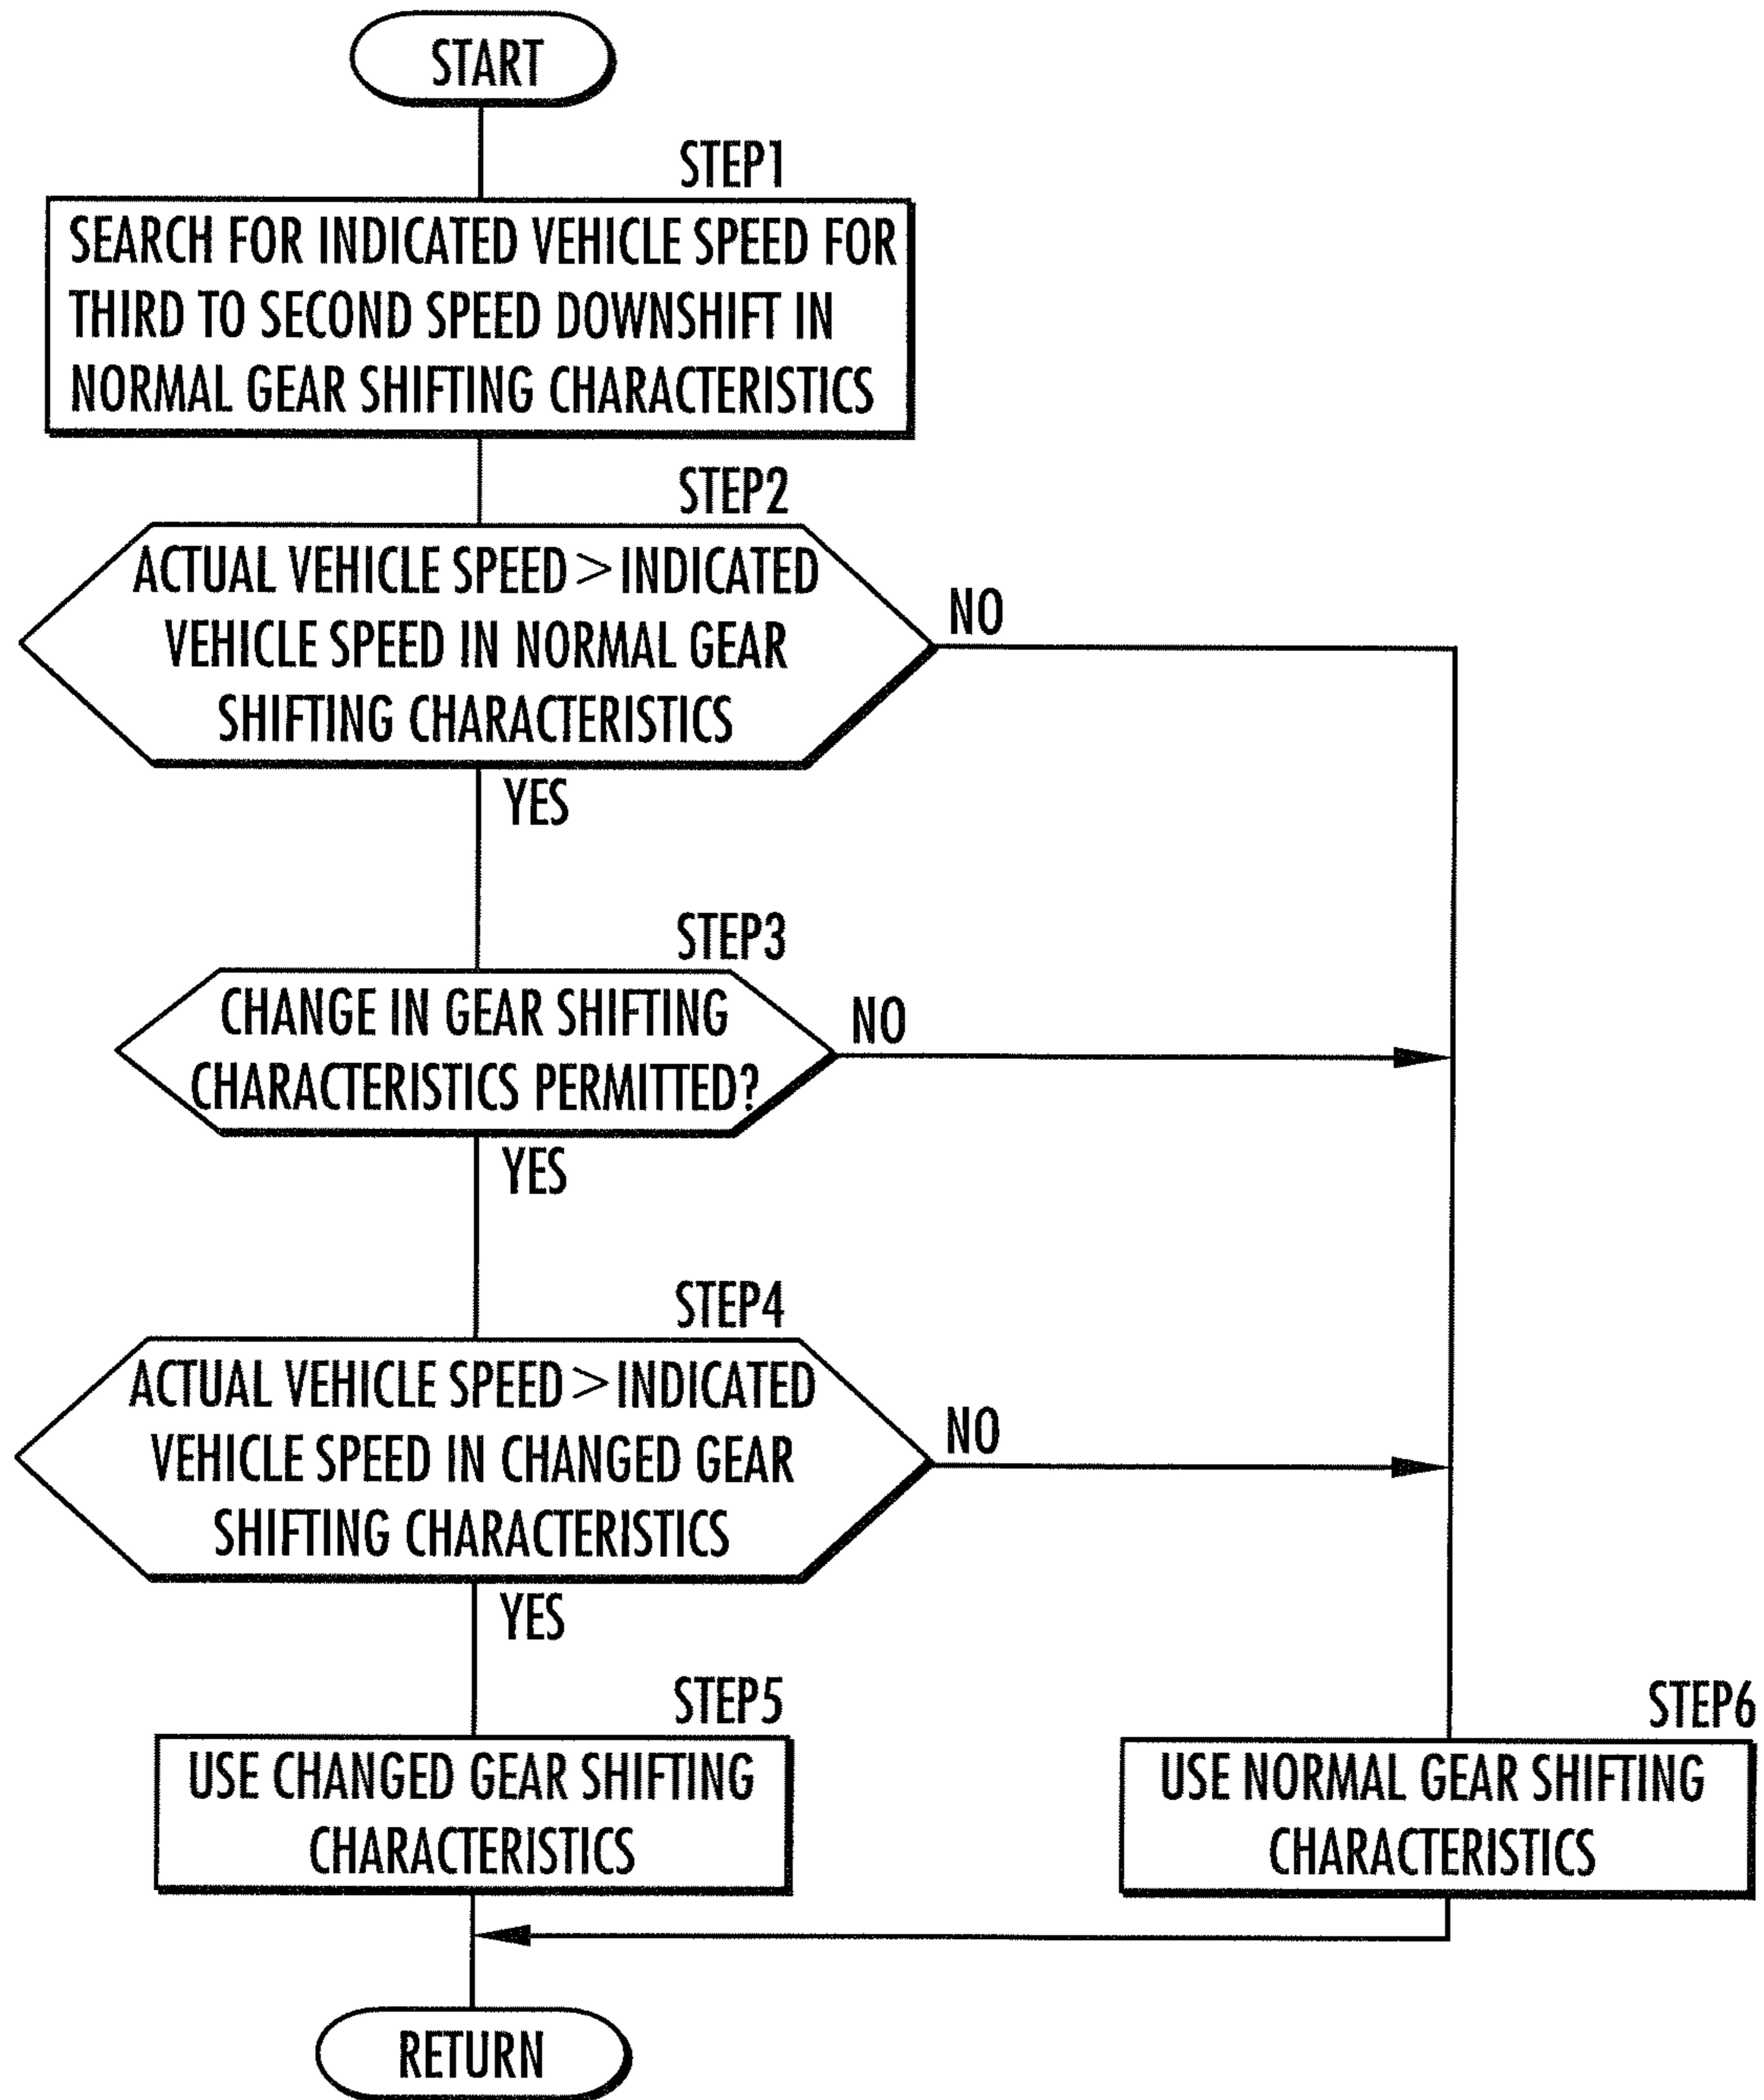 START
STEP1
SEARCH FOR INDICATED VEHICLE SPEED FOR
THIRD TO SECOND SPEED DOWNSHIFT IN
NORMAL GEAR SHIFTING CHARACTERISTICS
STEP2
ACTUAL VEHICLE SPEED > INDICATED
VEHICLE SPEED IN NORMAL GEAR
SHIFTING CHARACTERISTICS
NO
YES
STEP3
CHANGE IN GEAR SHIFTING
CHARACTERISTICS PERMITTED?
NO
YES
STEP4
ACTUAL VEHICLE SPEED > INDICATED
VEHICLE SPEED IN CHANGED GEAR
SHIFTING CHARACTERISTICS
NO
YES
STEP5
USE CHANGED GEAR SHIFTING
CHARACTERISTICS
STEP6
USE NORMAL GEAR SHIFTING
CHARACTERISTICS
RETURN